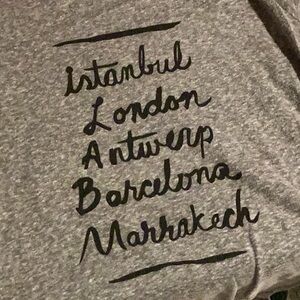 istanbul
London
Antwerp
Barcelona
Marrakech